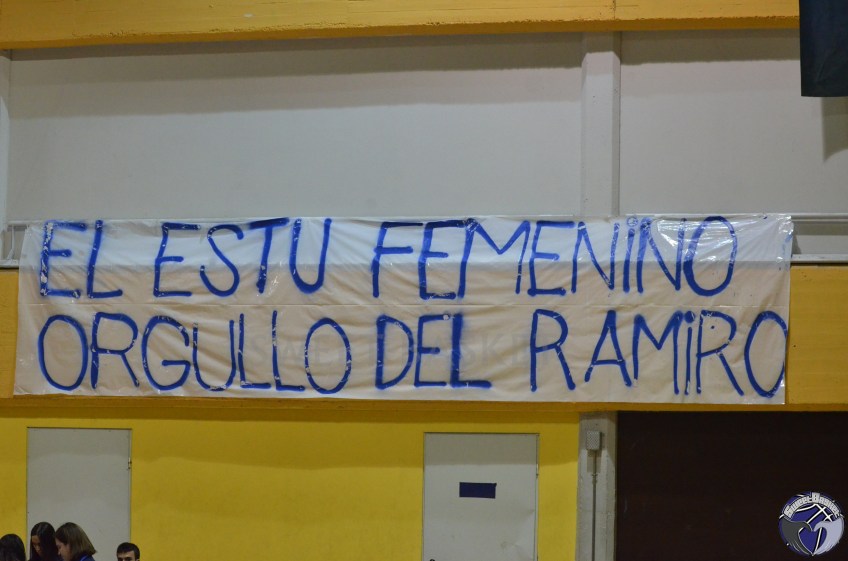 EL ESTU FEMENiNO
ORGULLO DEL RAMiRO